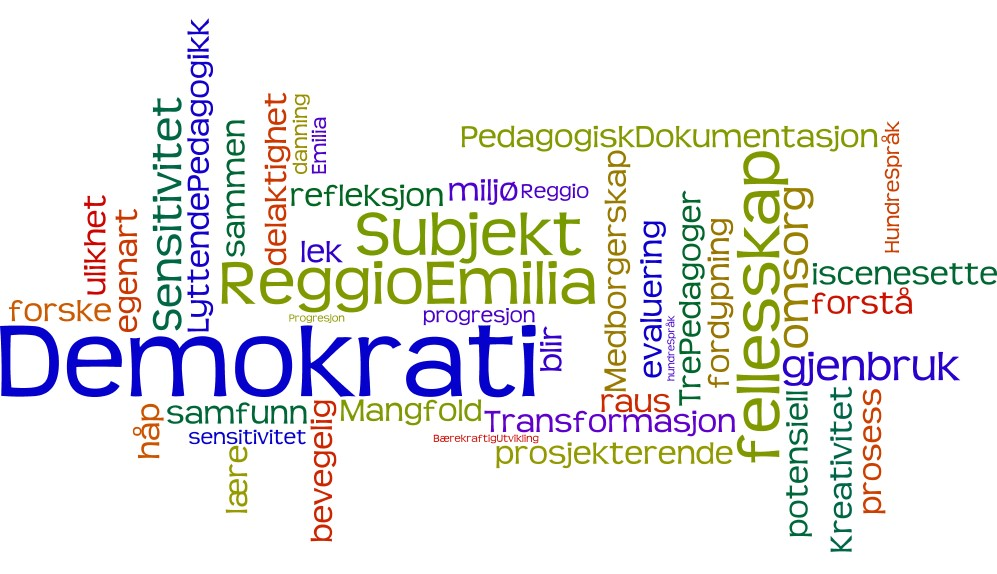 LyttendePedagogikk
Sensitivitet
sammen
delaktighet
danning
Emilia
PedagogiskDokumentasjon
Hundrespråk
refleksjon
miljø
Reggio
Medborgerskap
fellesskap
omsorg
ulikhet
egenart
Subjekt
lek
ReggioEmilia
evaluering
TrePedagoger
fordypning
iscenesette
forstå
forske
Progresjon
progresjon
hundreSpråk
Demokrati
blir
gjenbruk
raus
håp
samfunn
Mangfold
Transformasjon
sensitivitet
bevegelig
BærekraftigUtvikling
prosjekterende
potensiell
Kreativitet
prosess
lære